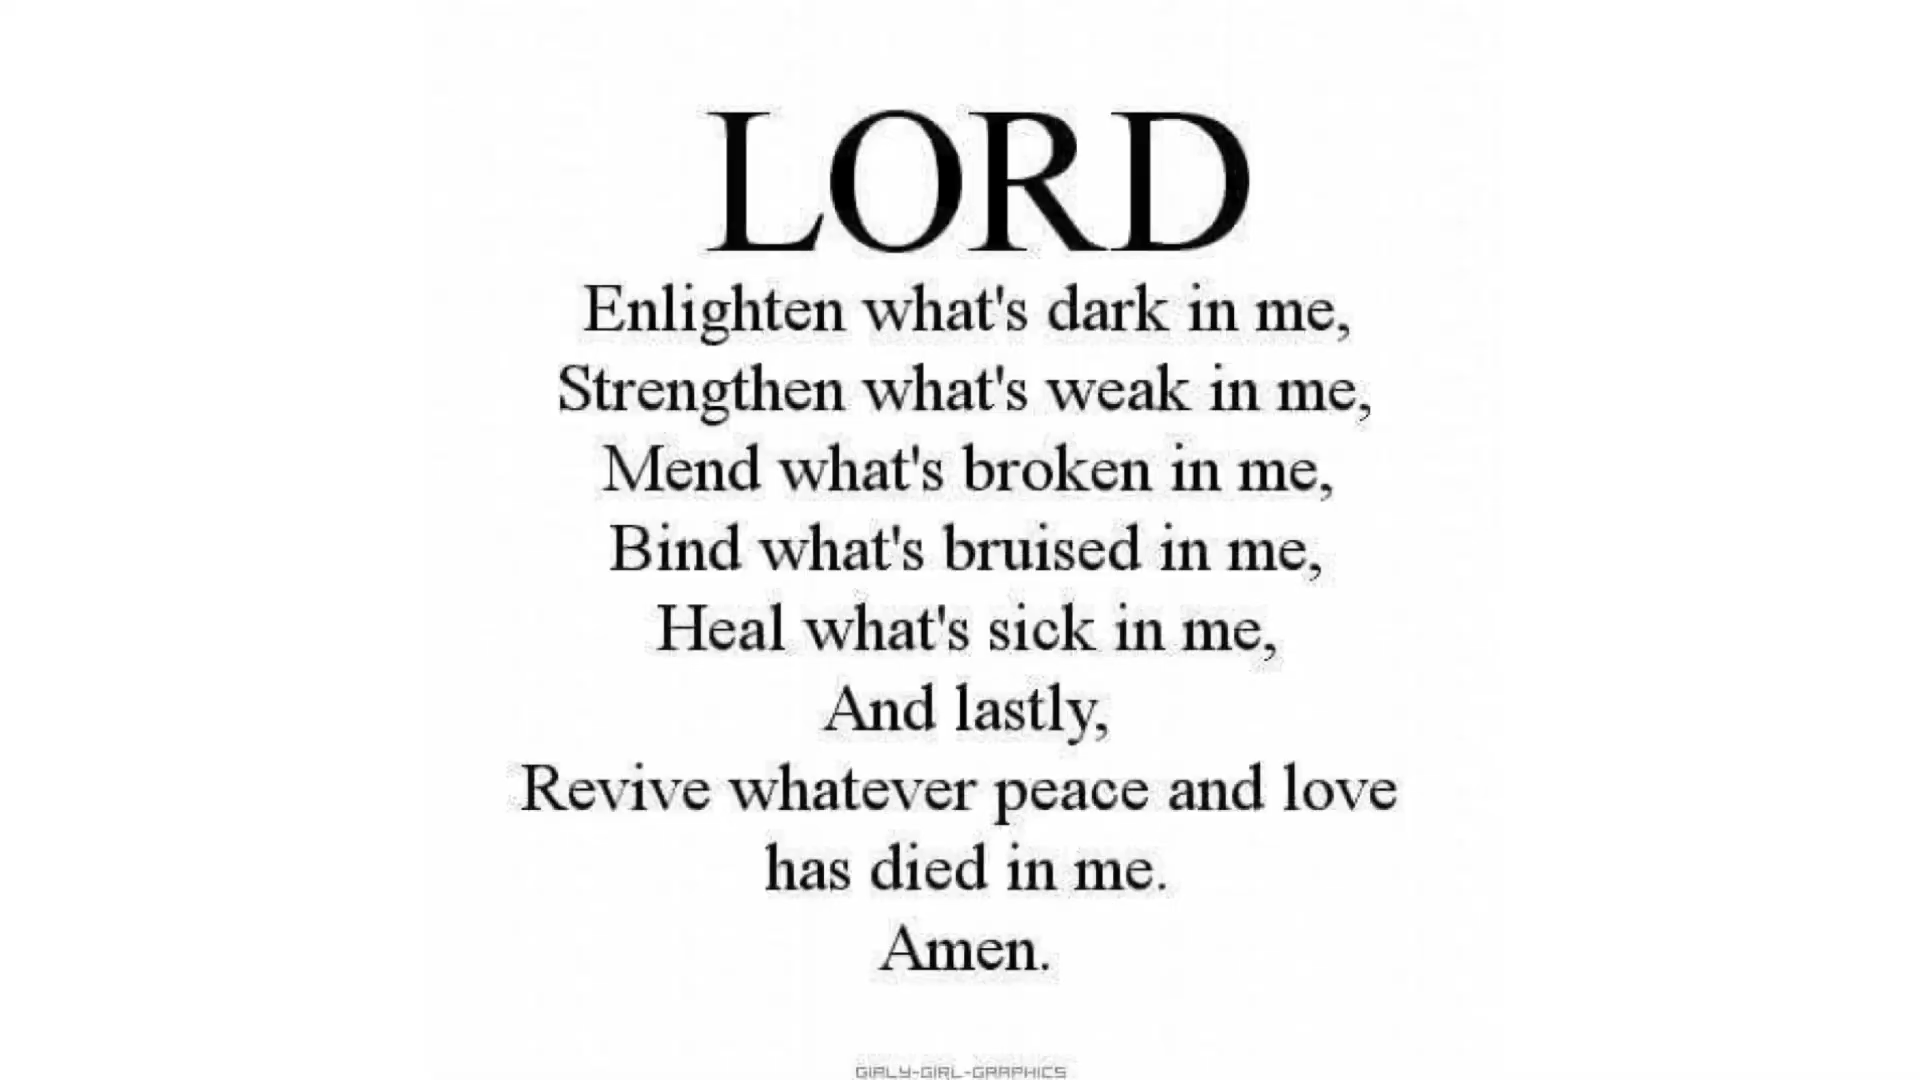 LORD
Enlighten what's dark in me,
Strengthen what's weak in me,
Mend what's broken in me,
Bind what's bruised in me,
Heal what's sick in me,
And lastly,
Revive whatever peace and love
has died in me.
Amen.
GIRLY-GIRL-GRAPHICS